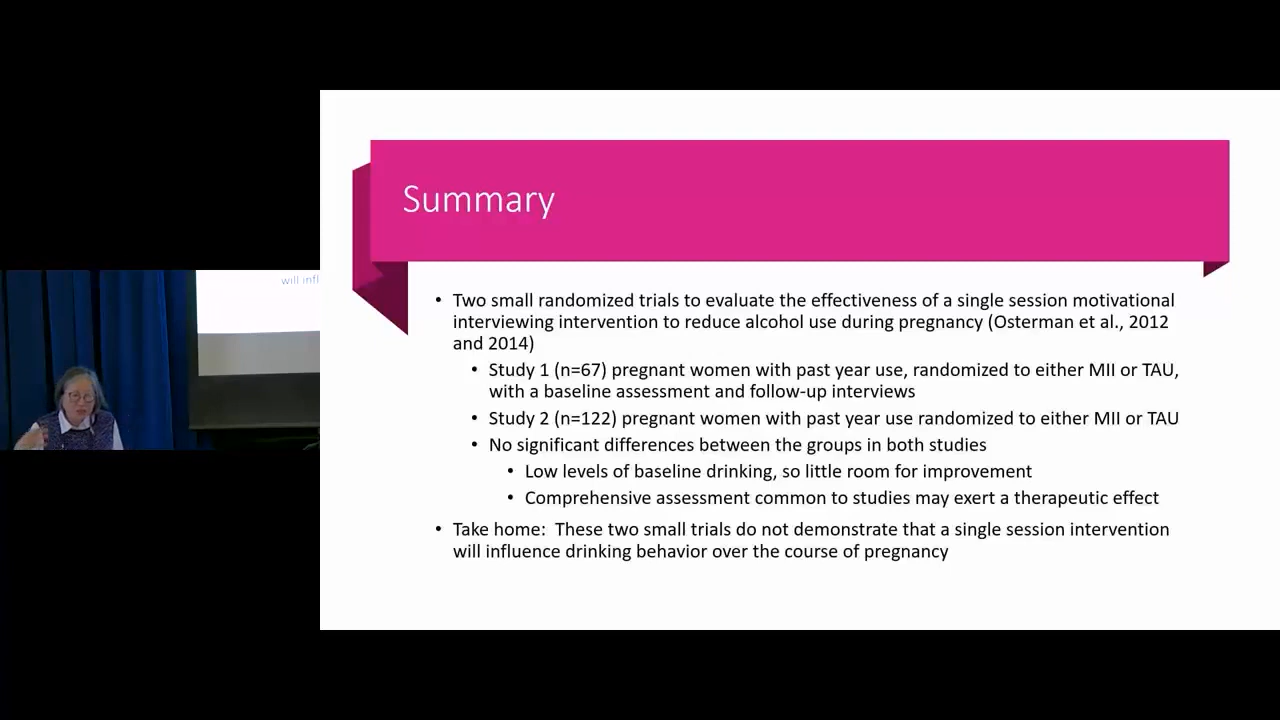 Summary
• Two small randomized trials to evaluate the effectiveness of a single session motivational
interviewing intervention to reduce alcohol use during pregnancy (Osterman et al., 2012
and 2014)
• Study 1 (n=67) pregnant women with past year use, randomized to either MII or TAU,
with a baseline assessment and follow-up interviews
• Study 2 (n=122) pregnant women with past year use randomized to either MII or TAU
• No significant differences between the groups in both studies
• Low levels of baseline drinking, so little room for improvement
• Comprehensive assessment common to studies may exert a therapeutic effect
• Take home: These two small trials do not demonstrate that a single session intervention
will influence drinking behavior over the course of pregnancy
will infl